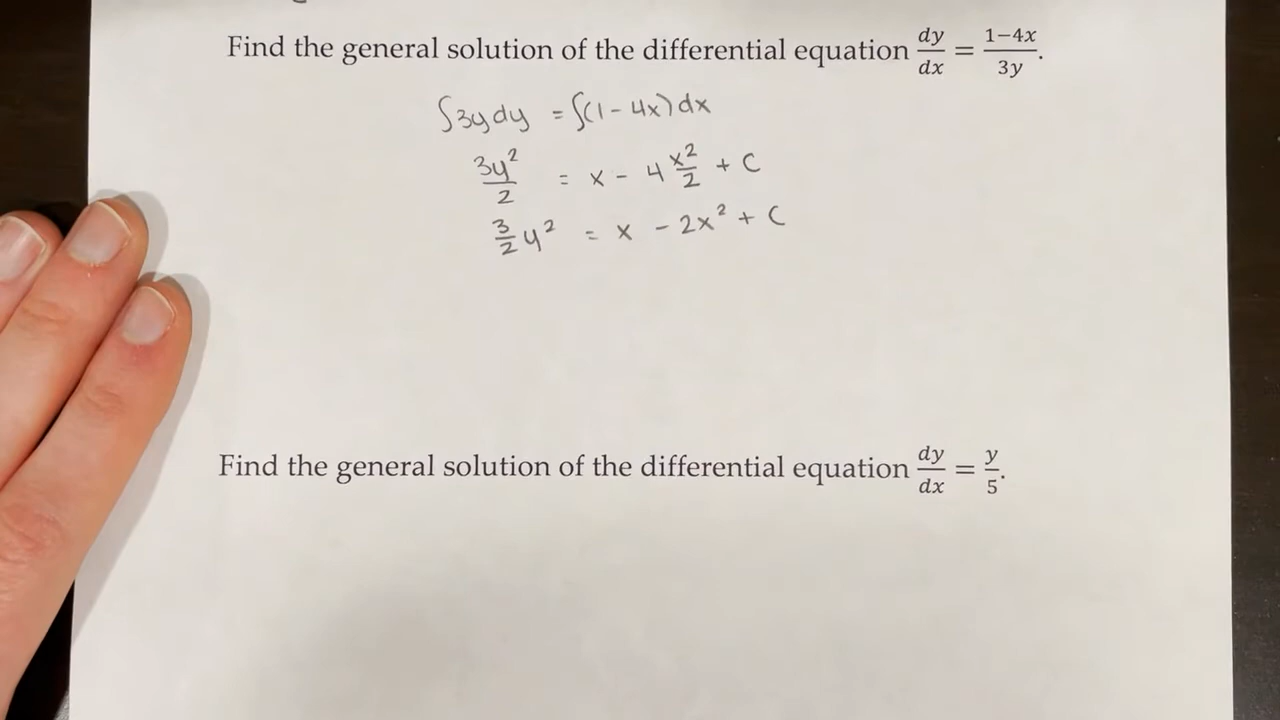 Find the general solution of the differential equation dy/dx = 1−4x/3y.
∫3y dy = ∫(1 - 4x) dx
3y²/2 = x - 4 x²/2 + C
3/2 y² = x - 2x² + C
Find the general solution of the differential equation dy/dx = y/5.